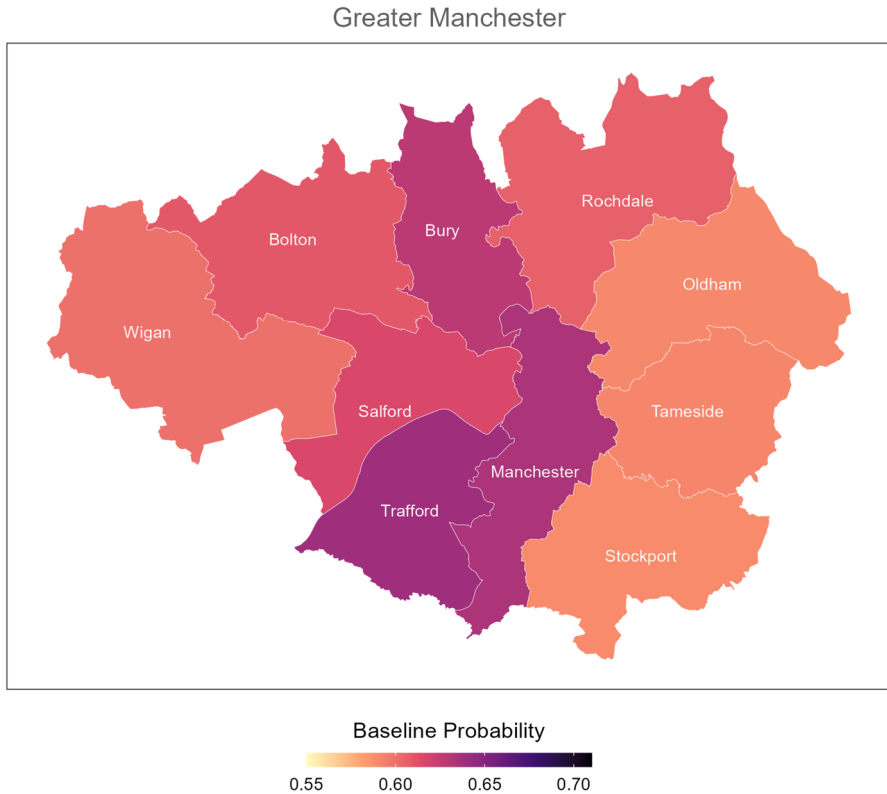 Greater Manchester
Rochdale
Bury
Bolton
Oldham
Wigan
Salford
Tameside
Manchester
Trafford
Stockport
Baseline Probability
0.55 0.60 0.65 0.70